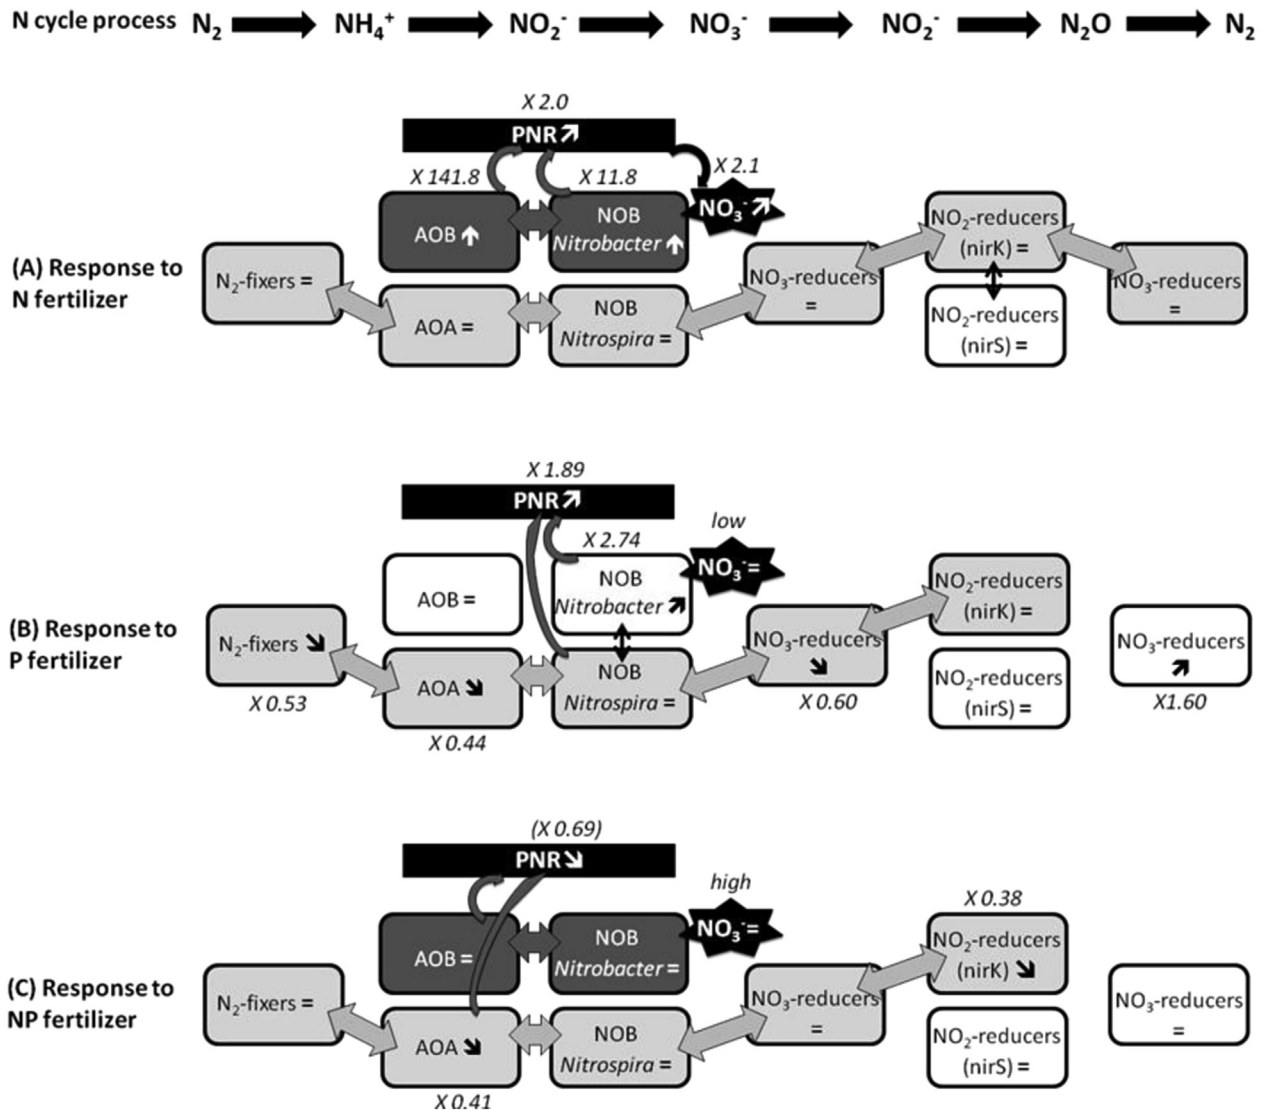 N cycle process N₂ NH₄⁺ NO₂⁻ NO₃⁻ NO₂⁻ N₂O N₂
X 2.0
PNR
X 141.8
X 11.8
X 2.1
AOB
NOB
Nitrobacter
NO₃⁻
(A) Response to
N fertilizer
N₂-fixers =
AOA =
NOB
Nitrospira =
NO₃-reducers
=
NO₂-reducers
(nirK) =
NO₂-reducers
(nirS) =
NO₃-reducers
=
X 1.89
PNR
X 2.74
low
AOB =
NOB
Nitrobacter
NO₃⁻=
(B) Response to
P fertilizer
N₂-fixers
X 0.53
AOA
X 0.44
NOB
Nitrospira =
NO₃-reducers
X 0.60
NO₂-reducers
(nirK) =
NO₂-reducers
(nirS) =
NO₃-reducers
X1.60
(X 0.69)
PNR
high
AOB =
NOB
Nitrobacter =
NO₃⁻=
(C) Response to
NP fertilizer
N₂-fixers =
AOA
X 0.41
NOB
Nitrospira =
NO₃-reducers
=
X 0.38
NO₂-reducers
(nirK)
NO₂-reducers
(nirS) =
NO₃-reducers
=